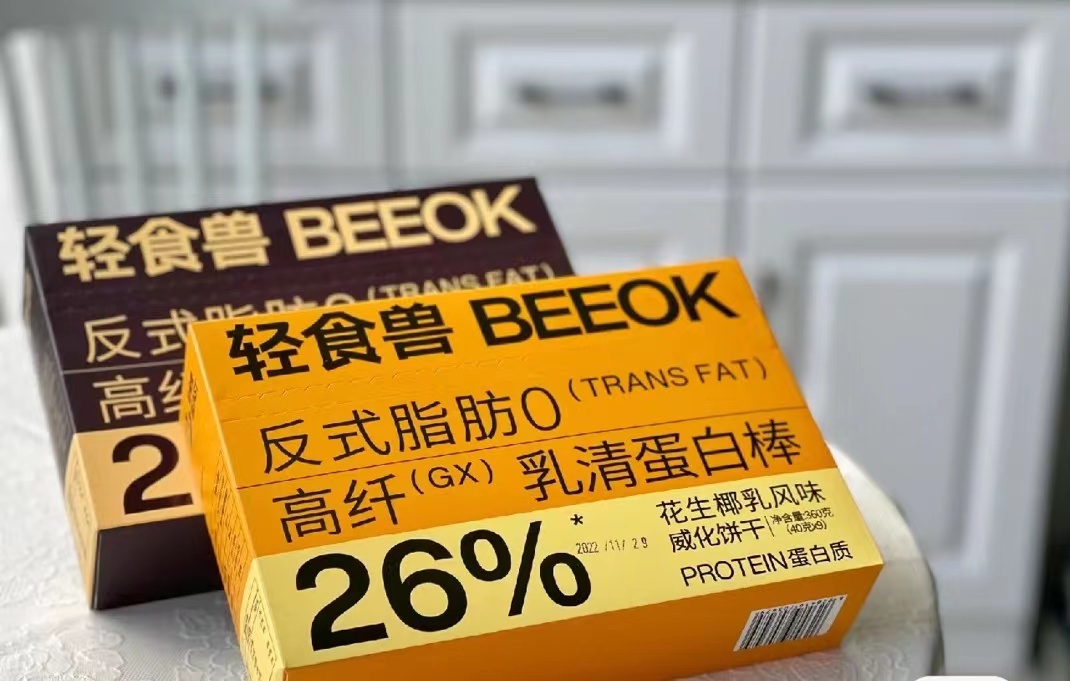 轻食兽 BEEOK
反式脂肪0 (TRANS FAT)
高纤
2
轻食兽 BEEOK
反式脂肪0 (TRANS FAT)
高纤 (GX) 乳清蛋白棒
26%*
2022/11/29
花生椰乳风味
威化饼干
净含量:360克
(40克x9)
PROTEIN蛋白质